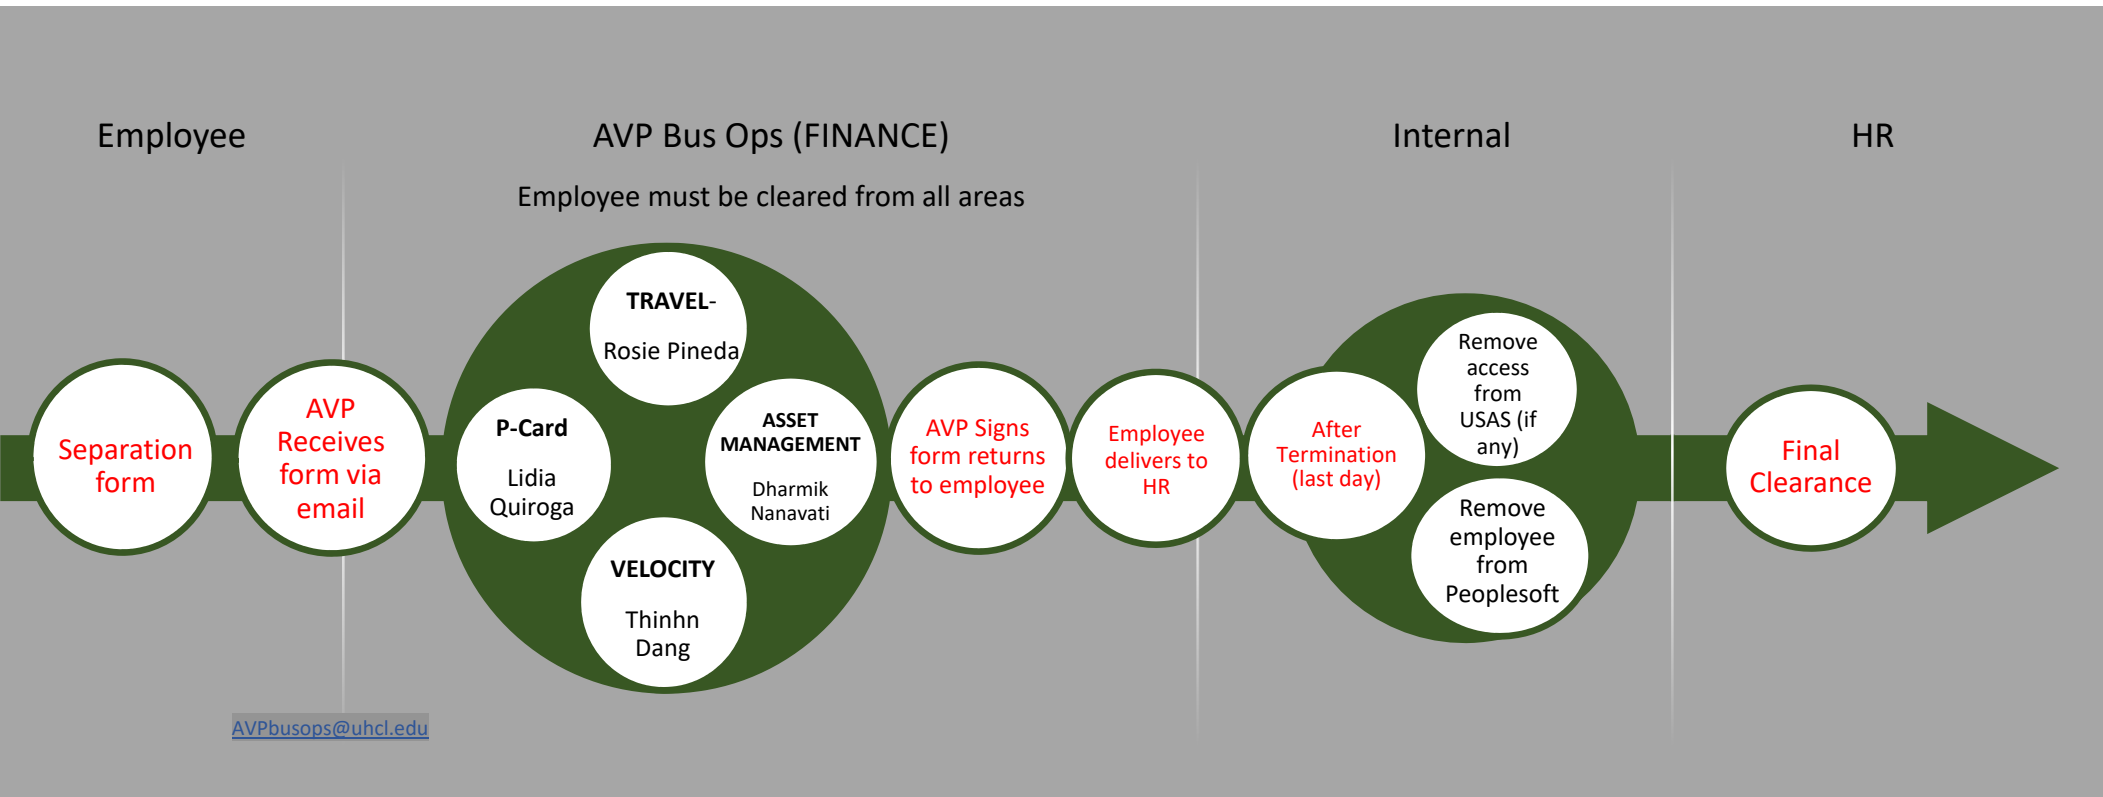 Employee
AVP Bus Ops (FINANCE)
Internal
HR
Employee must be cleared from all areas
Separation
form
AVP
Receives
form via
email
TRAVEL-
Rosie Pineda
P-Card
Lidia
Quiroga
ASSET
MANAGEMENT
Dharmik
Nanavati
VELOCITY
Thinhn
Dang
AVP Signs
form returns
to employee
Employee
delivers to
HR
After
Termination
(last day)
Remove
access
from
USAS (if
any)
Remove
employee
from
Peoplesoft
Final
Clearance
AVPbusops@uhcl.edu